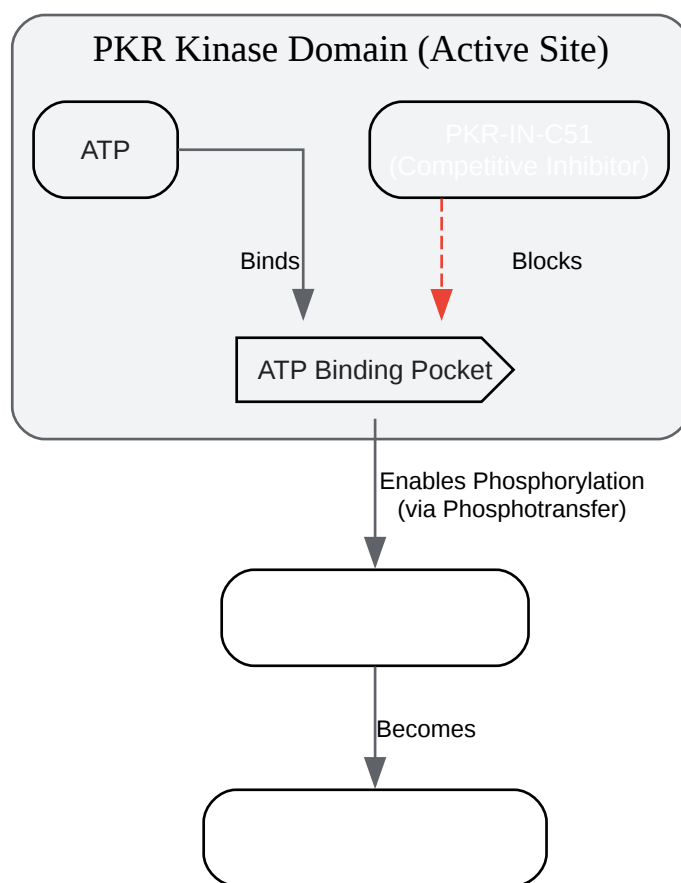 PKR Kinase Domain (Active Site)
ATP
PKR-IN-C51
(Competitive Inhibitor)
Binds
Blocks
ATP Binding Pocket
Enables Phosphorylation
(via Phosphotransfer)
Becomes